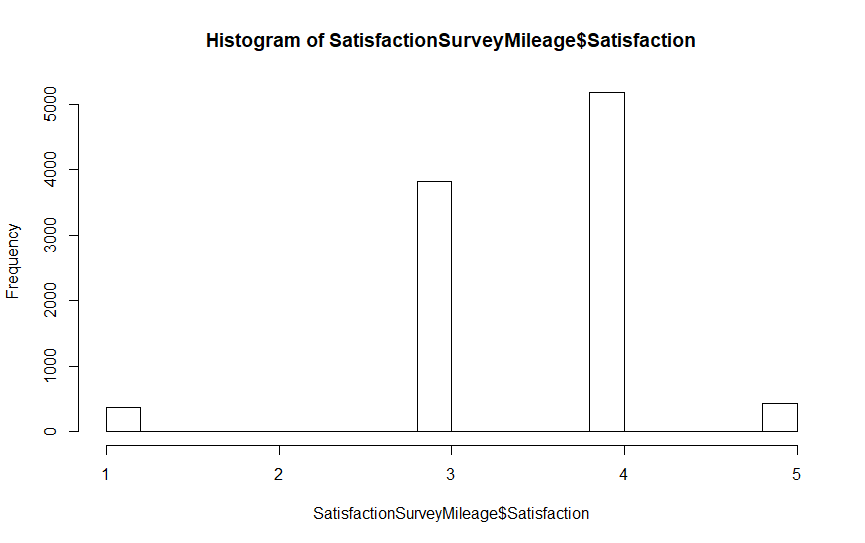 Histogram of SatisfactionSurveyMileage$Satisfaction
Frequency
5000
4000
3000
2000
1000
0
1 2 3 4 5
SatisfactionSurveyMileage$Satisfaction